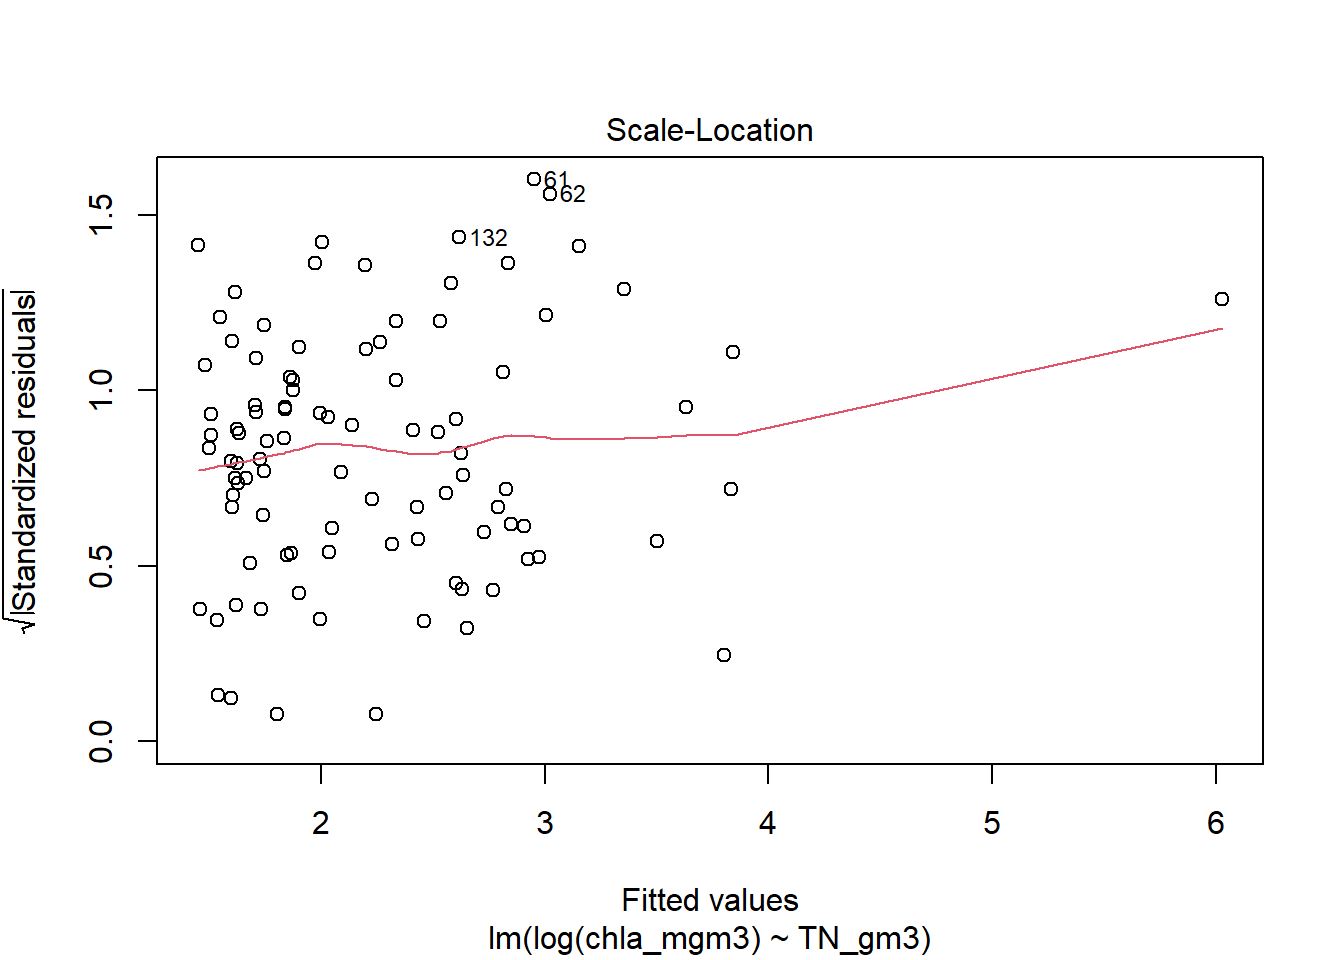 Scale-Location
√|Standardized residuals|
1.5
1.0
0.5
0.0
61
62
132
2 3 4 5 6
Fitted values
lm(log(chla_mgm3) ~ TN_gm3)